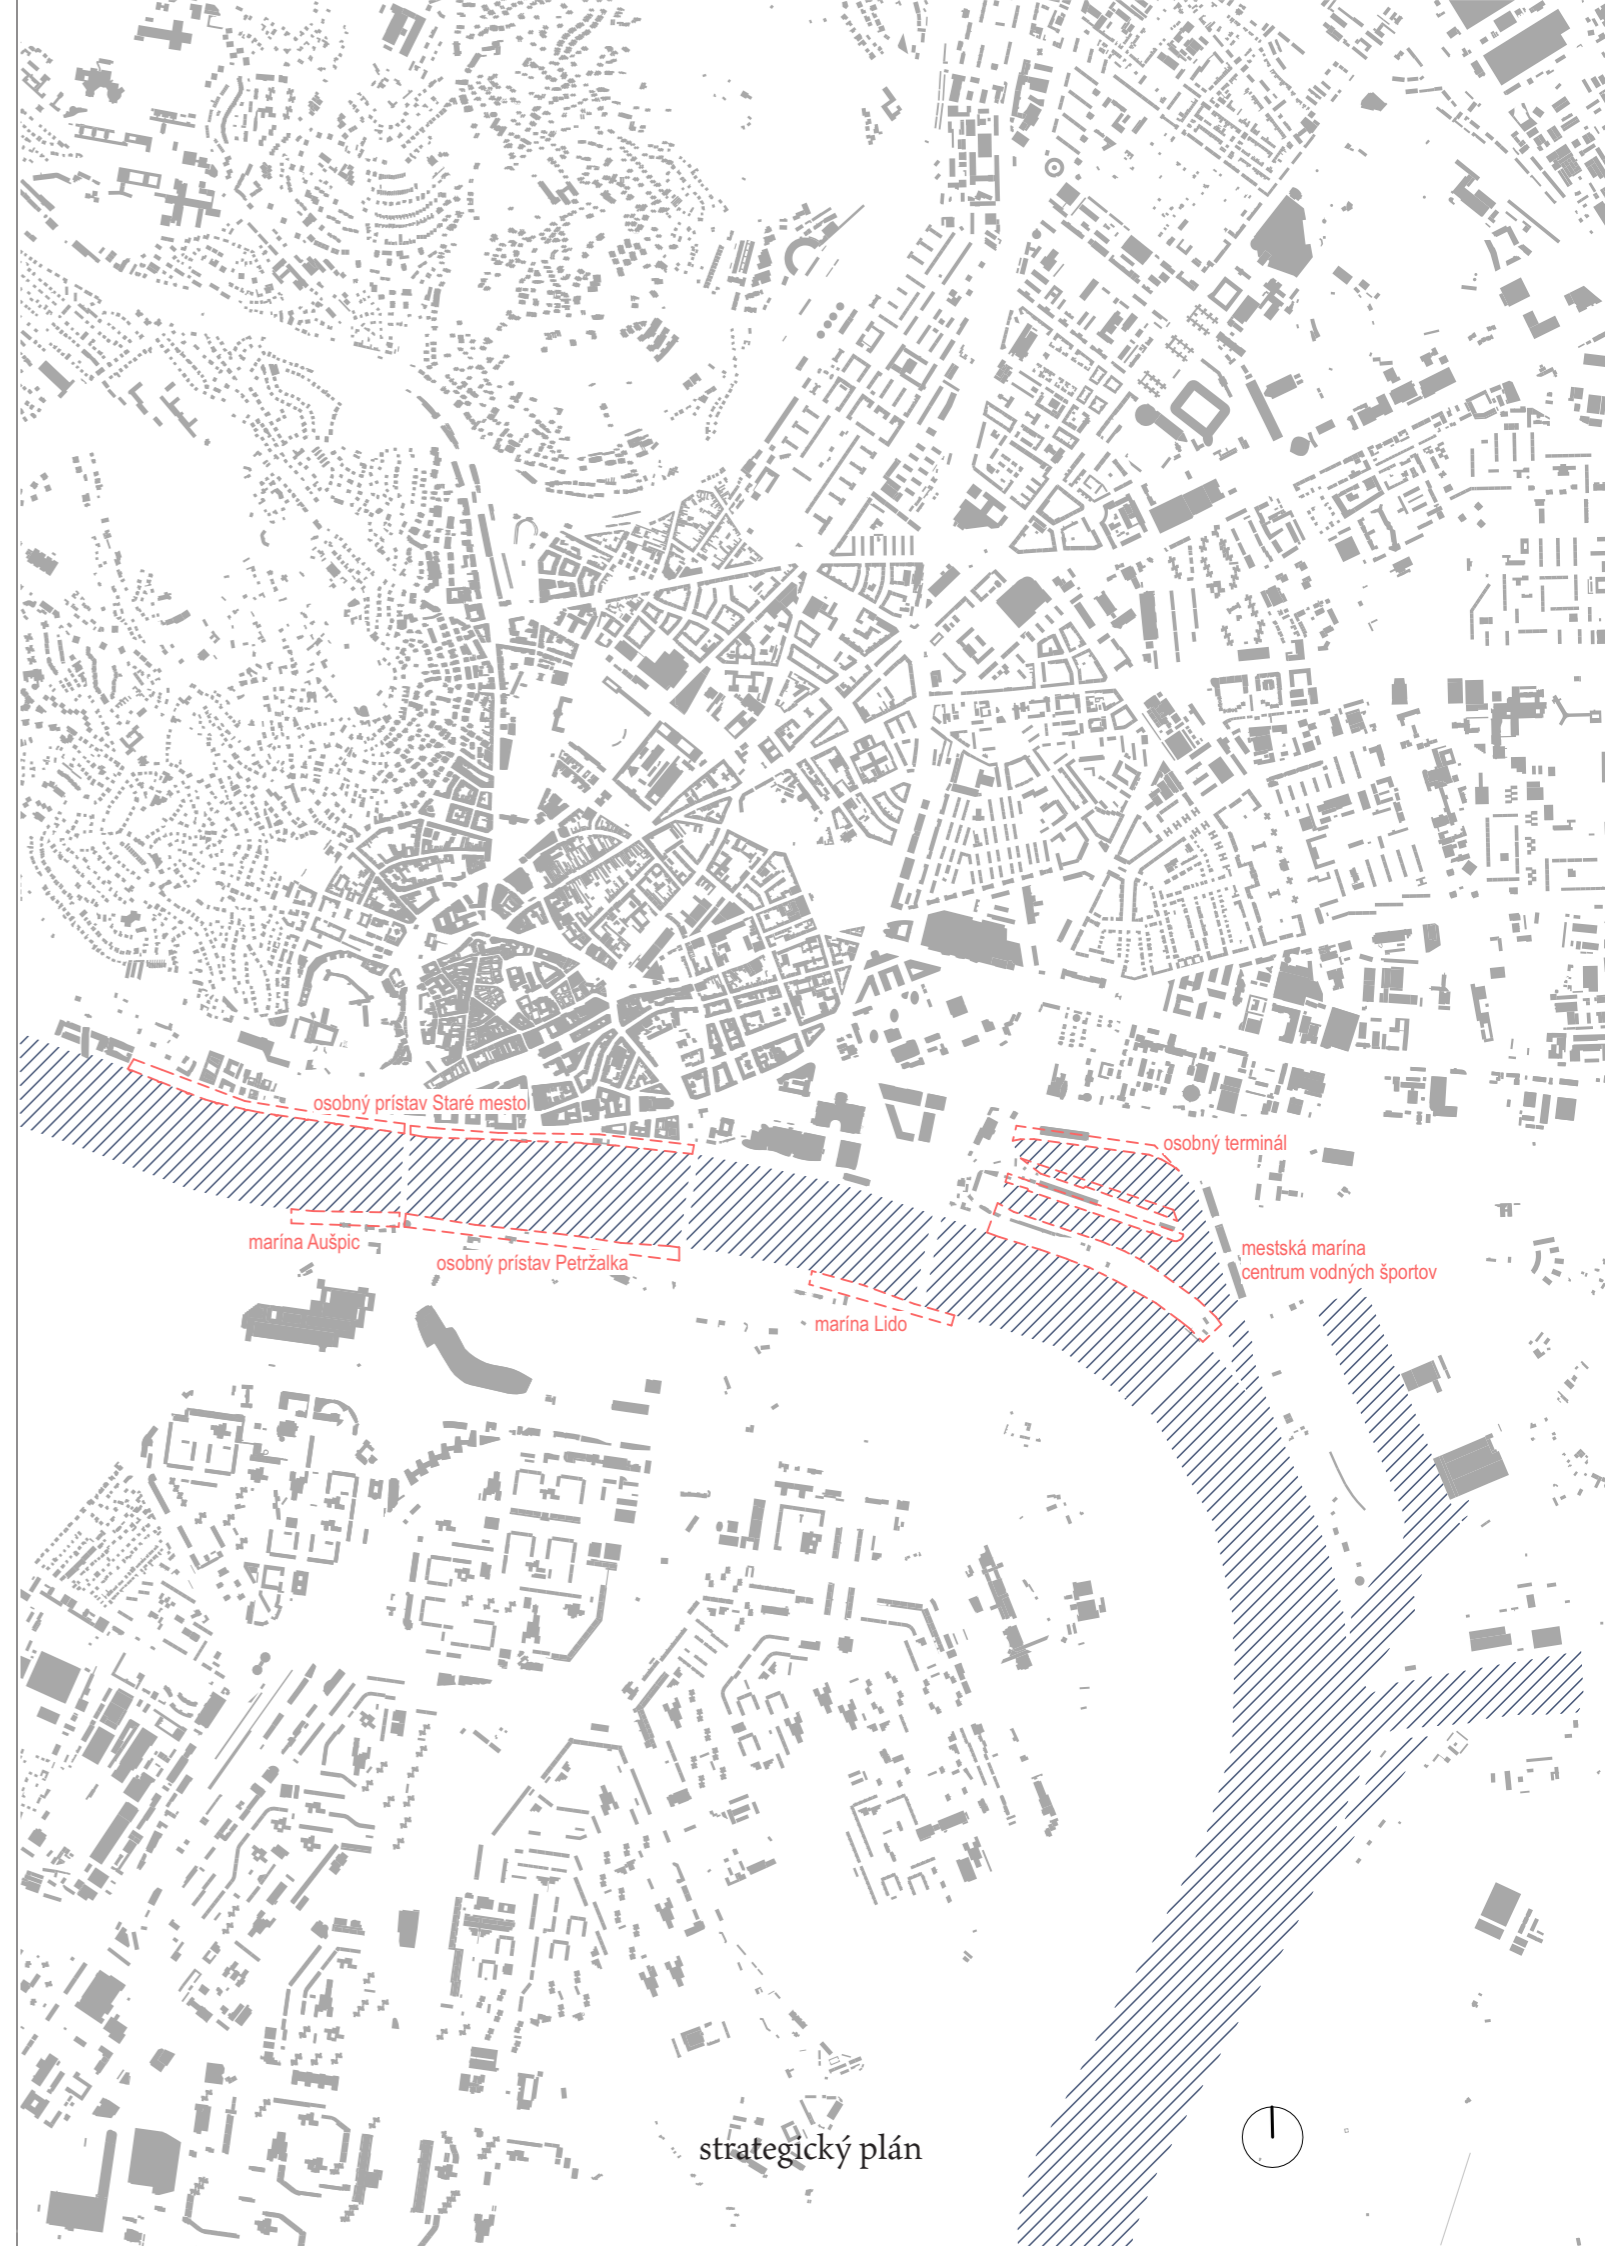 osobný prístav Staré mesto
osobný terminál
marína Aušpic
osobný prístav Petržalka
mestská marína
centrum vodných športov
marína Lido
strategický plán